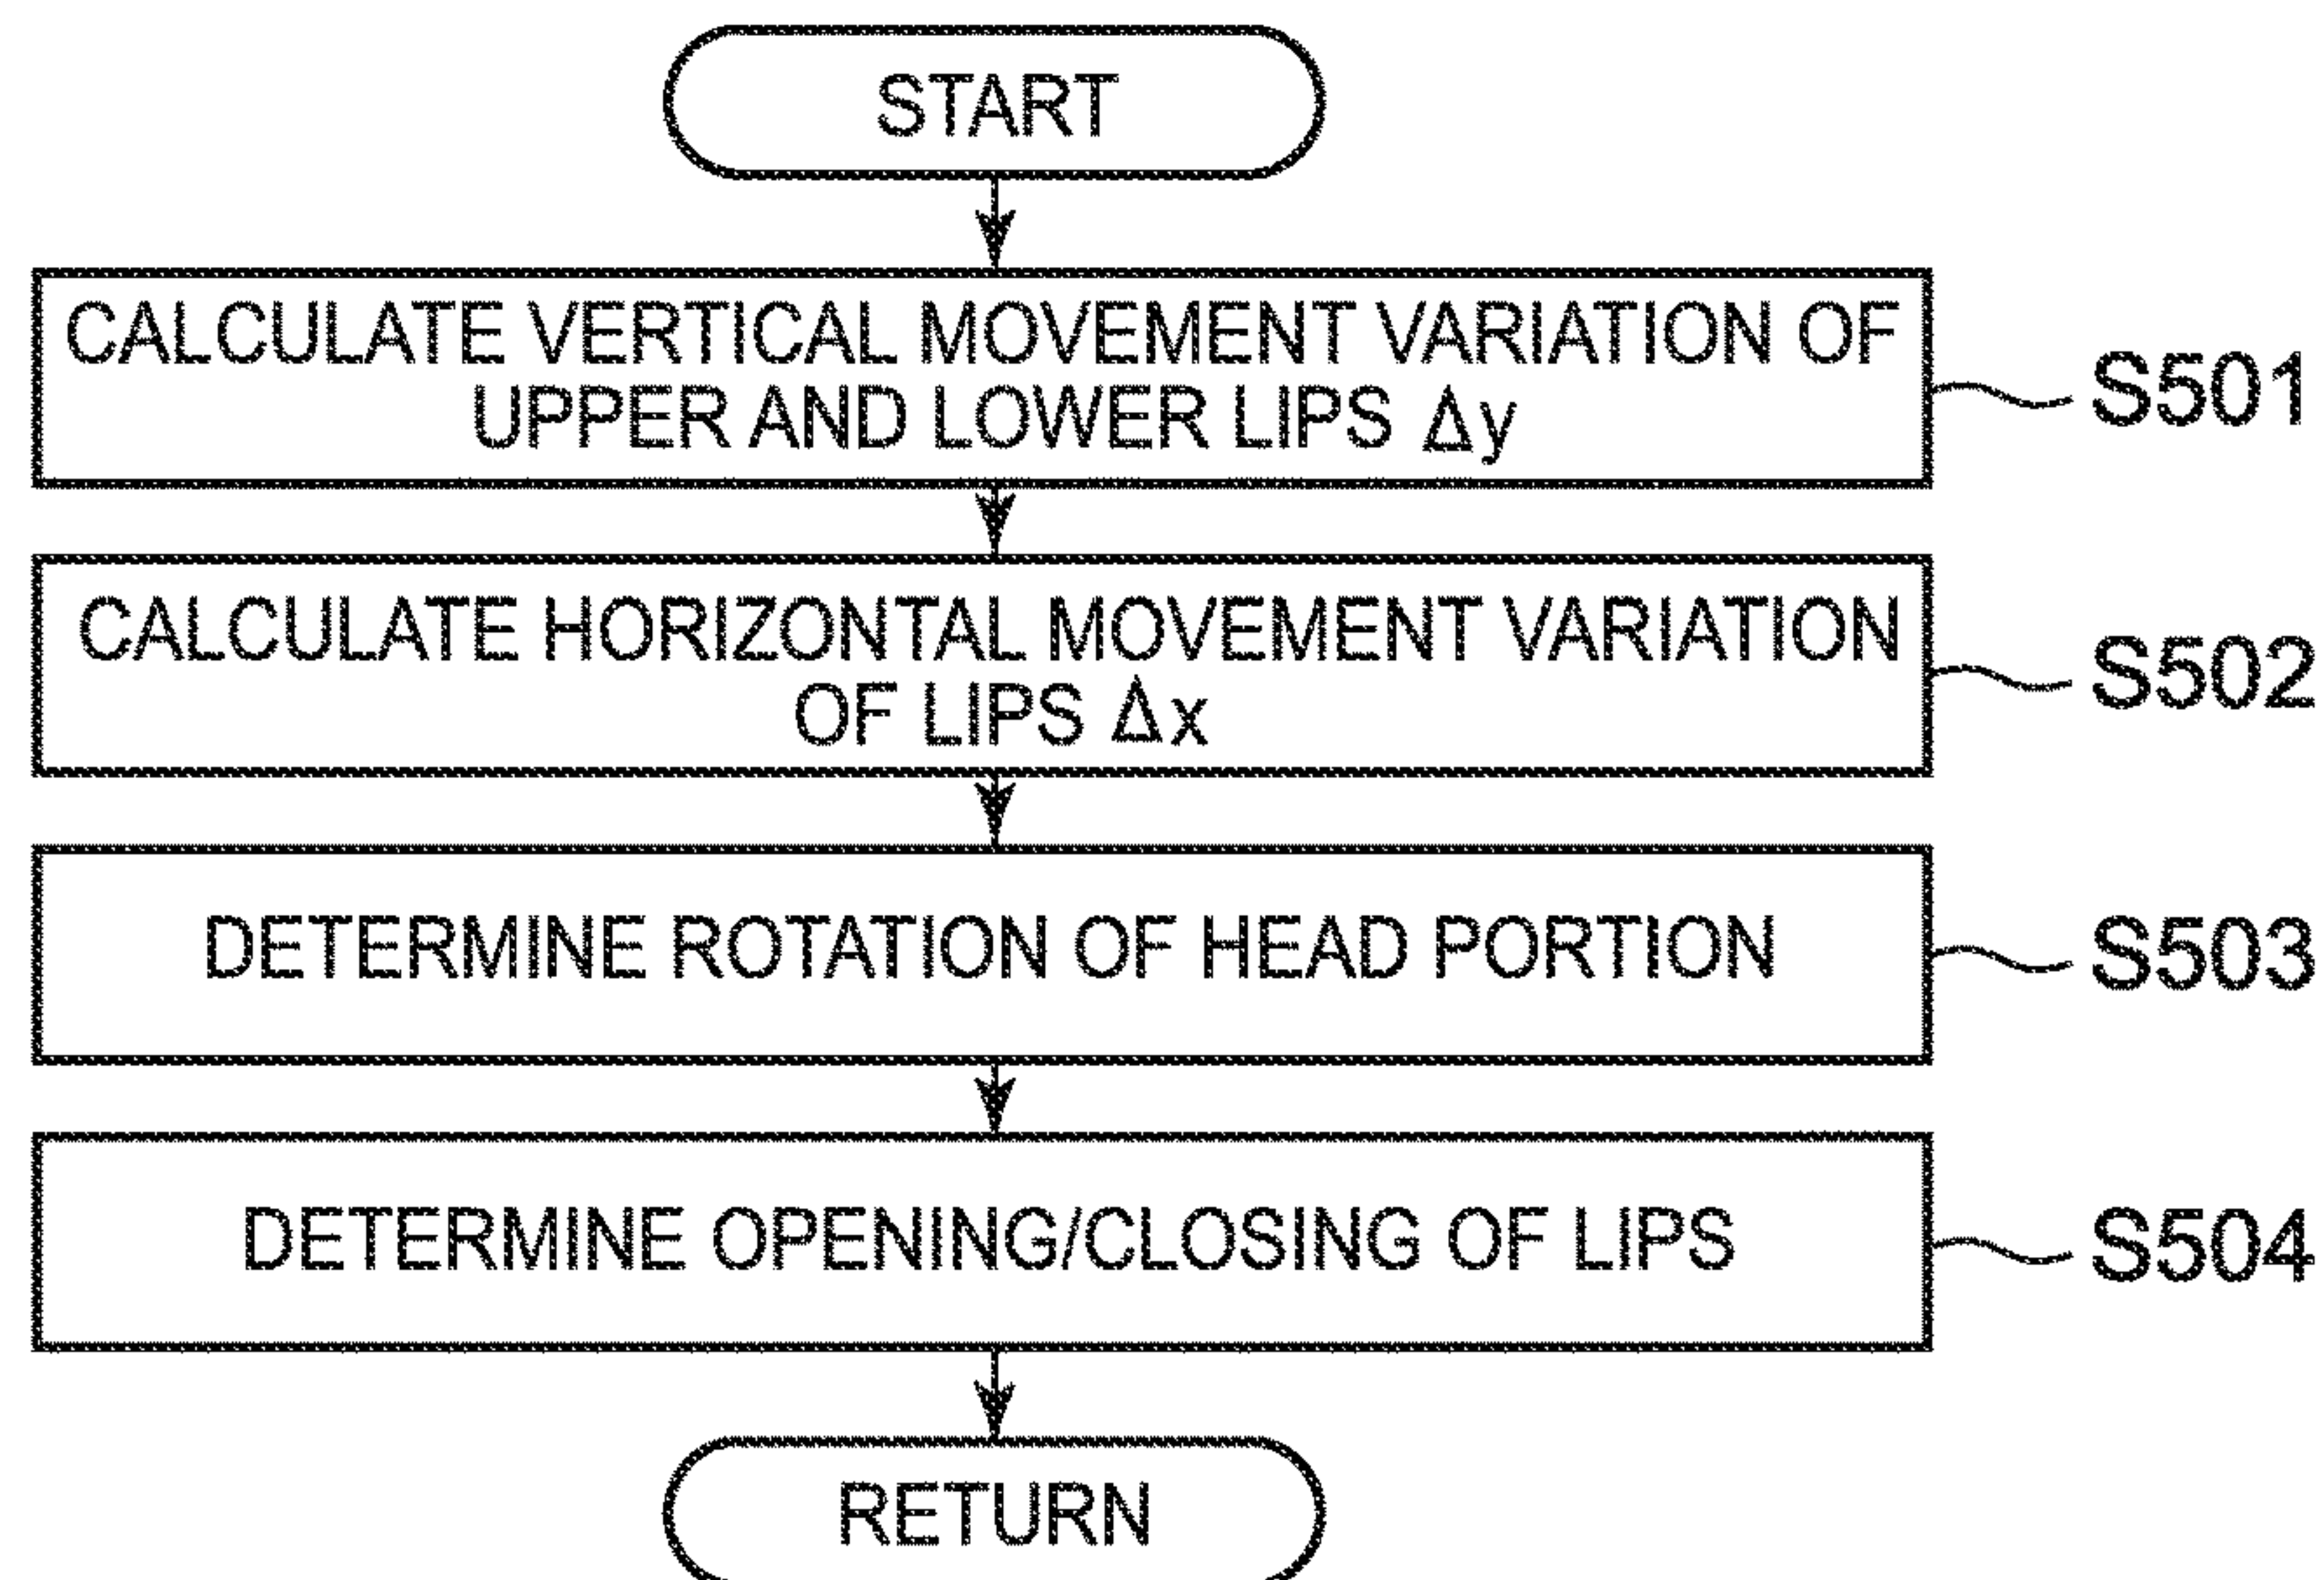 START
CALCULATE VERTICAL MOVEMENT VARIATION OF
UPPER AND LOWER LIPS Δy
S501
CALCULATE HORIZONTAL MOVEMENT VARIATION
OF LIPS Δx
S502
DETERMINE ROTATION OF HEAD PORTION
S503
DETERMINE OPENING/CLOSING OF LIPS
S504
RETURN